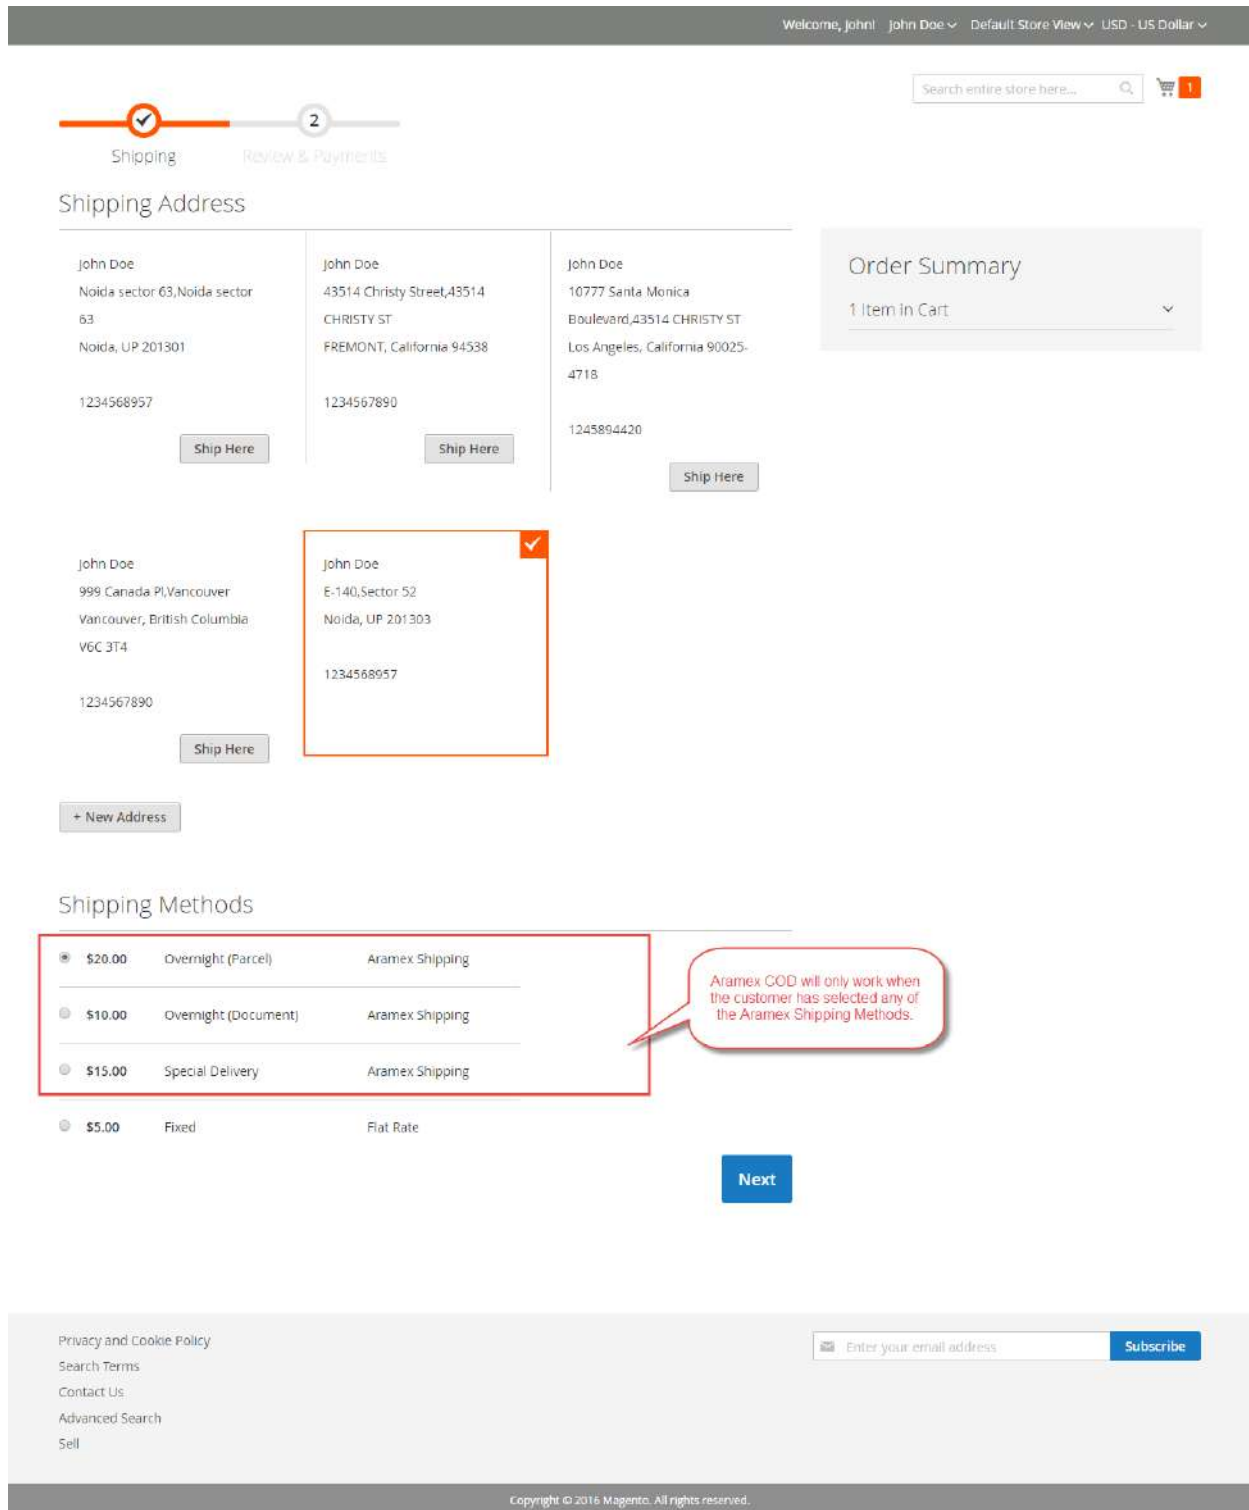 Welcome, John! John Doe Default Store View USD - US Dollar
Search entire store here...
1
2
Shipping Review & Payments
Shipping Address
John Doe
Noida sector 63,Noida sector
63
Noida, UP 201301
1234568957
Ship Here
John Doe
43514 Christy Street,43514
CHRISTY ST
FREMONT, California 94538
1234567890
Ship Here
John Doe
10777 Santa Monica
Boulevard,43514 CHRISTY ST
Los Angeles, California 90025-
4718
1245894420
Ship Here
Order Summary
1 Item in Cart
John Doe
999 Canada Pl,Vancouver
Vancouver, British Columbia
V6C 3T4
1234567890
Ship Here
John Doe
E-140,Sector 52
Noida, UP 201303
1234568957
+ New Address
Shipping Methods
$20.00 Overnight (Parcel) Aramex Shipping
$10.00 Overnight (Document) Aramex Shipping
$15.00 Special Delivery Aramex Shipping
$5.00 Fixed Flat Rate
Aramex COD will only work when
the customer has selected any of
the Aramex Shipping Methods.
Next
Privacy and Cookie Policy
Search Terms
Contact Us
Advanced Search
Sell
Enter your email address
Subscribe
Copyright © 2016 Magento. All rights reserved.